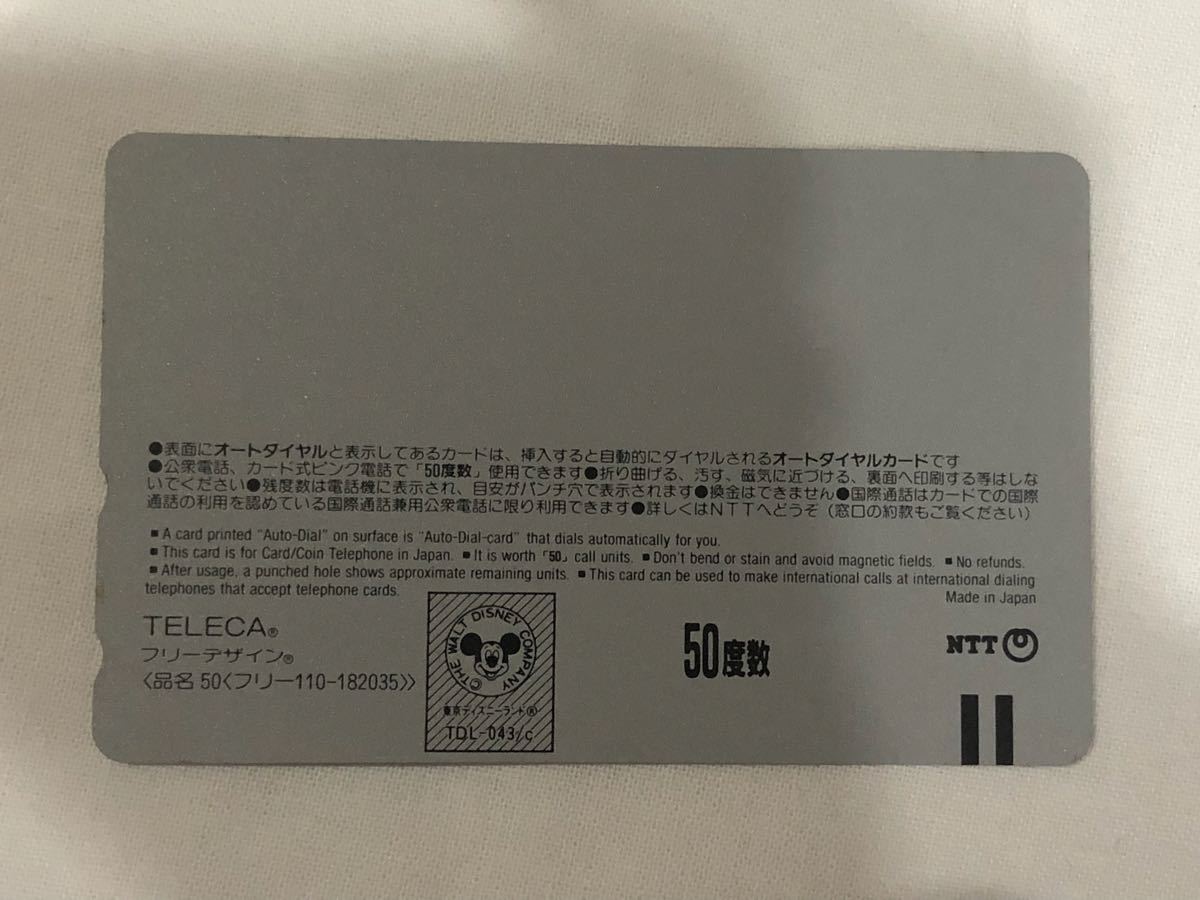 ●表面にオートダイヤルと表示してあるカードは、挿入すると自動的にダイヤルされるオートダイヤルカードです
●公衆電話、カード式ピンク電話で「50度数」使用できます●折り曲げる、汚す、磁気に近づける、裏面へ印刷する等はしな
いでください●残度数は電話機に表示され、目安がパンチ穴で表示されます●換金はできません●国際通話はカードでの国際
通話の利用を認めている国際通話兼用公衆電話に限り利用できます●詳しくはNTTへどうぞ(窓口の約款もご覧ください)
■ A card printed "Auto-Dial" on surface is "Auto-Dial-card" that dials automatically for you.
■ This card is for Card/Coin Telephone in Japan. ■ It is worth「50」call units. ■ Don't bend or stain and avoid magnetic fields. ■ No refunds.
■ After usage, a punched hole shows approximate remaining units. ■ This card can be used to make international calls at international dialing
telephones that accept telephone cards.
Made in Japan
TELECA®
フリーデザイン®
〈品名 50〈フリー110-182035〉〉
©THE WALT DISNEY COMPANY
東京ディズニーランド®
TDL-043/c
50度数
NTT